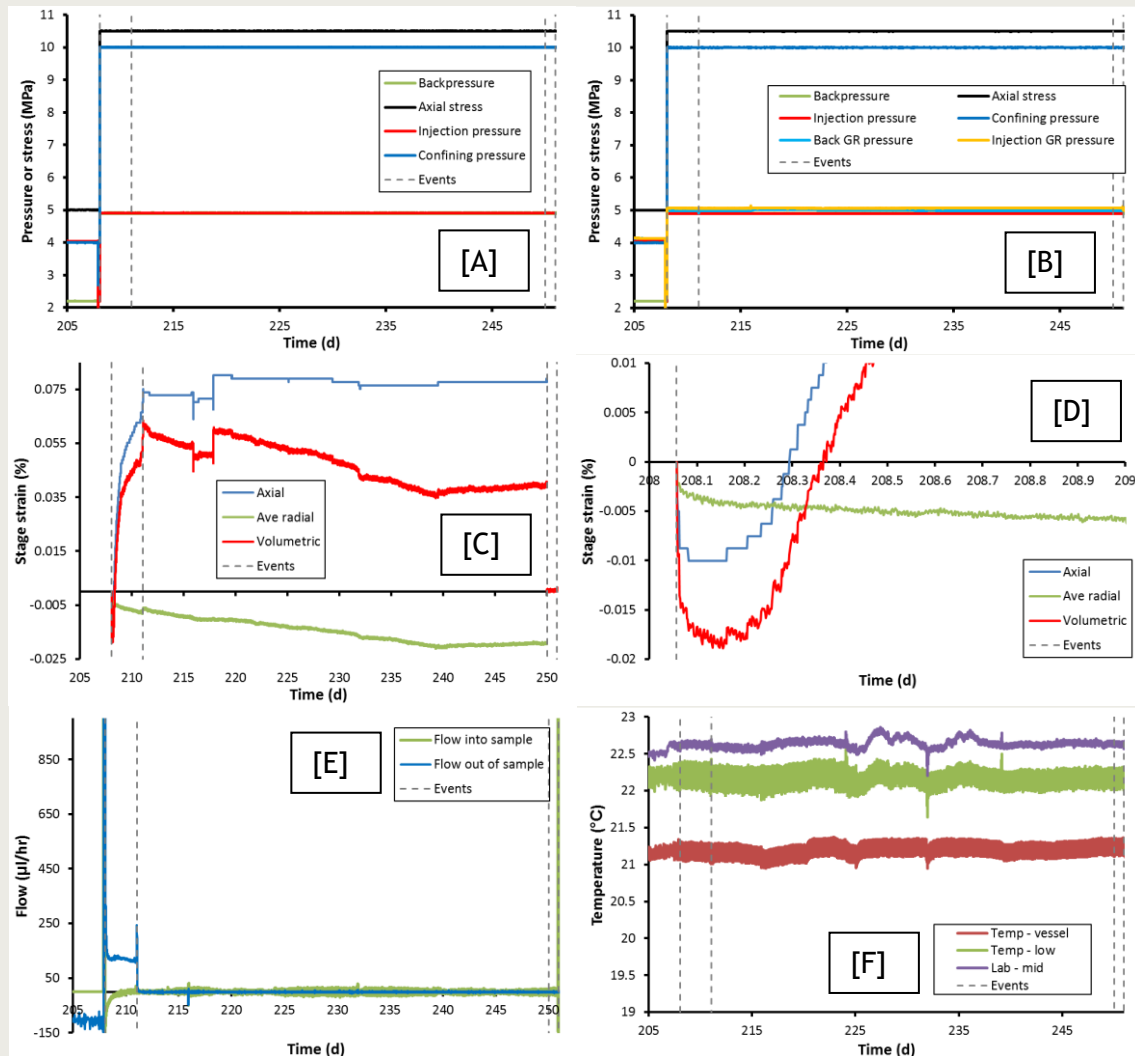 11
10
9
8
7
6
5
4
3
2
205 215 225 235 245
Pressure or stress (MPa)
Time (d)
Backpressure
Axial stress
Injection pressure
Confining pressure
Events
[A]
11
10
9
8
7
6
5
4
3
2
205 215 225 235 245
Pressure or stress (MPa)
Time (d)
Backpressure Axial stress
Injection pressure Confining pressure
Back GR pressure Injection GR pressure
Events
[B]
0.075
0.055
0.035
0.015
-0.005
-0.025
205 210 215 220 225 230 235 240 245 250
Stage strain (%)
Time (d)
Axial
Ave radial
Volumetric
Events
[C]
0.01
0.005
0
-0.005
-0.01
-0.015
-0.02
208 208.1 208.2 208.3 208.4 208.5 208.6 208.7 208.8 208.9 209
Stage strain (%)
Time (d)
Axial
Ave radial
Volumetric
Events
[D]
850
650
450
250
50
-150
205 210 215 220 225 230 235 240 245 250
Flow (µl/hr)
Time (d)
Flow into sample
Flow out of sample
Events
[E]
23
22.5
22
21.5
21
20.5
20
19.5
19
205 215 225 235 245
Temperature (°C)
Time (d)
Temp - vessel
Temp - low
Lab - mid
Events
[F]